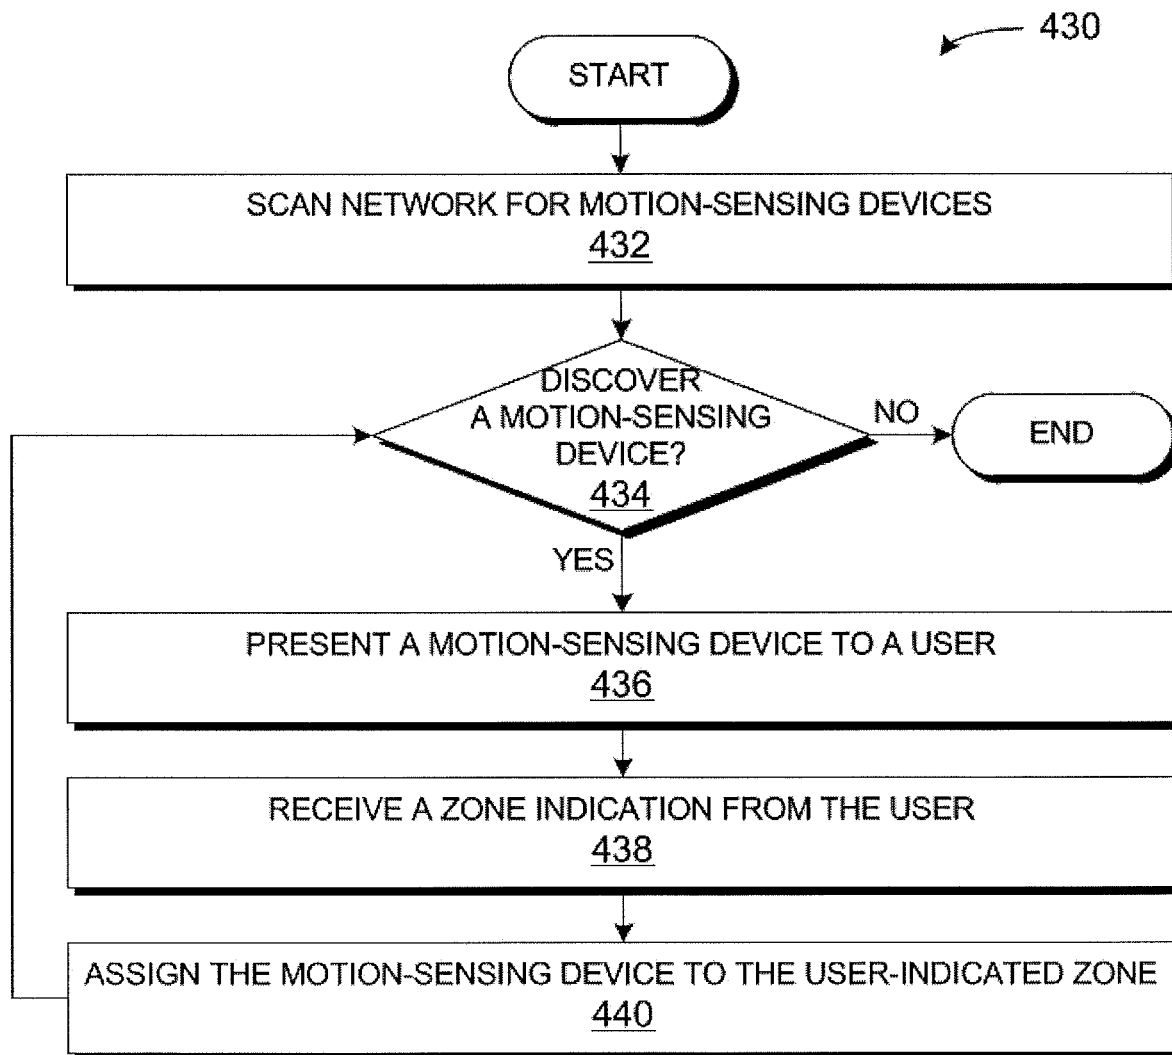 430
START
SCAN NETWORK FOR MOTION-SENSING DEVICES
432
DISCOVER
A MOTION-SENSING
DEVICE?
434
NO
END
YES
PRESENT A MOTION-SENSING DEVICE TO A USER
436
RECEIVE A ZONE INDICATION FROM THE USER
438
ASSIGN THE MOTION-SENSING DEVICE TO THE USER-INDICATED ZONE
440